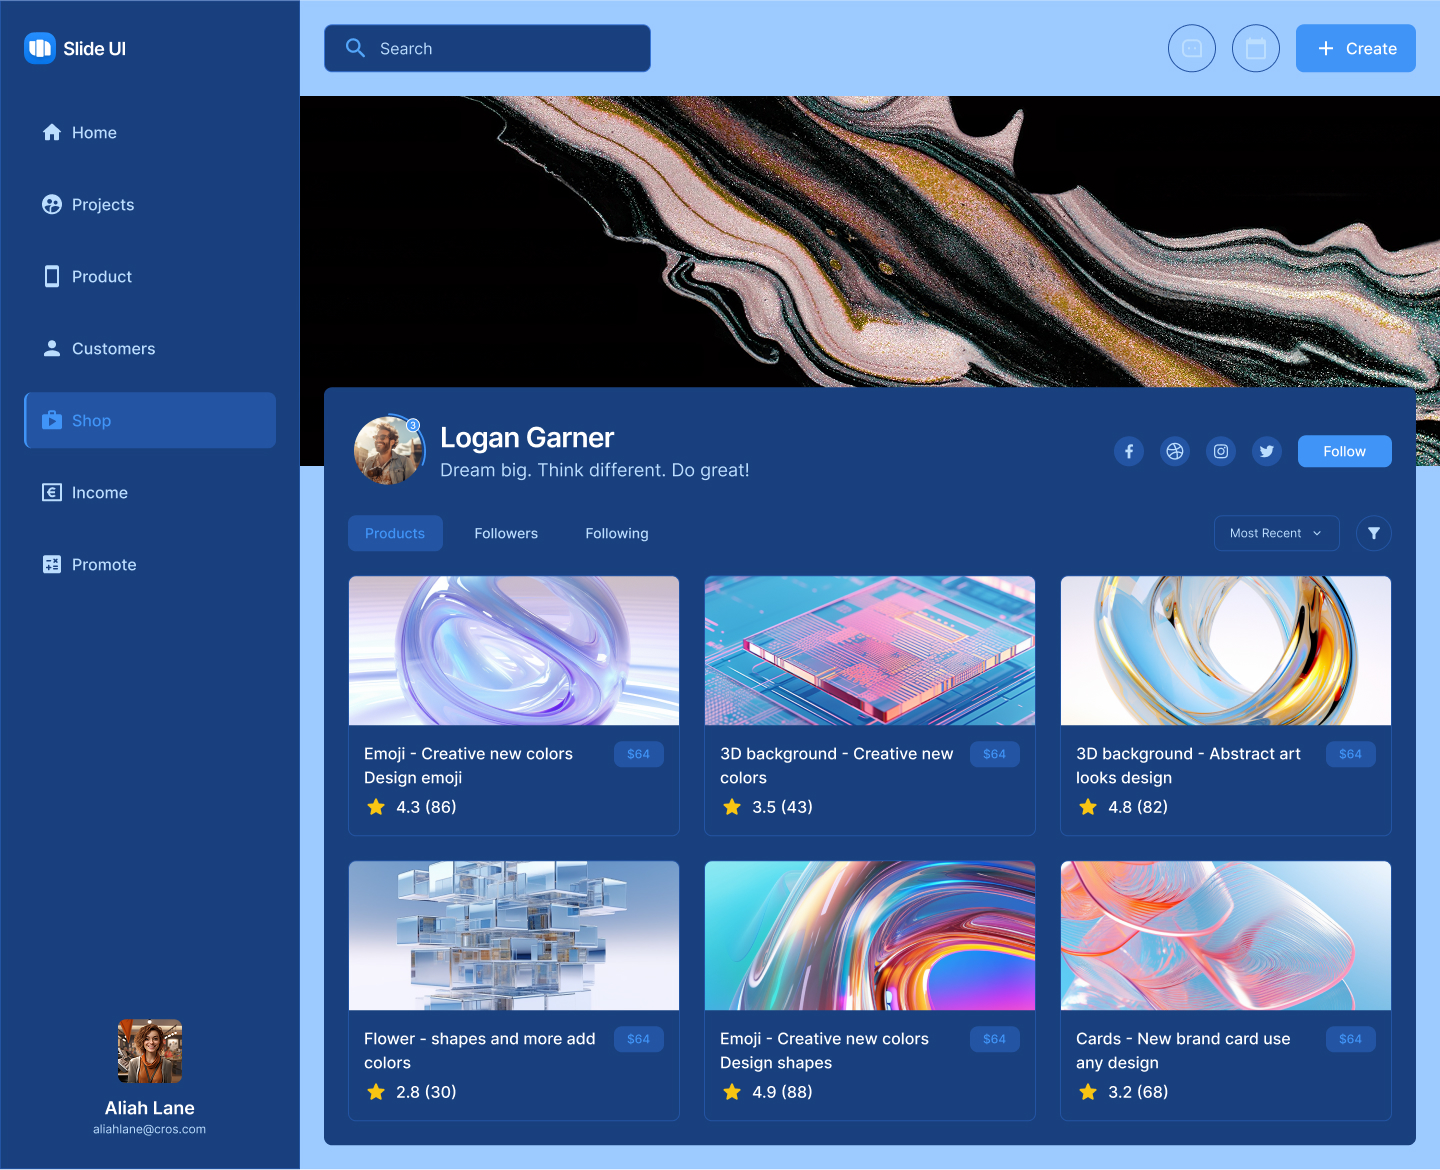 Slide UI
Search
Create
Home
Projects
Product
Customers
Shop
Income
Promote
3
Logan Garner
Dream big. Think different. Do great!
Follow
Products
Followers
Following
Most Recent
Emoji - Creative new colors
Design emoji
$64
4.3 (86)
3D background - Creative new
colors
$64
3.5 (43)
3D background - Abstract art
looks design
$64
4.8 (82)
Flower - shapes and more add
colors
$64
2.8 (30)
Emoji - Creative new colors
Design shapes
$64
4.9 (88)
Cards - New brand card use
any design
$64
3.2 (68)
Aliah Lane
aliahlane@cros.com